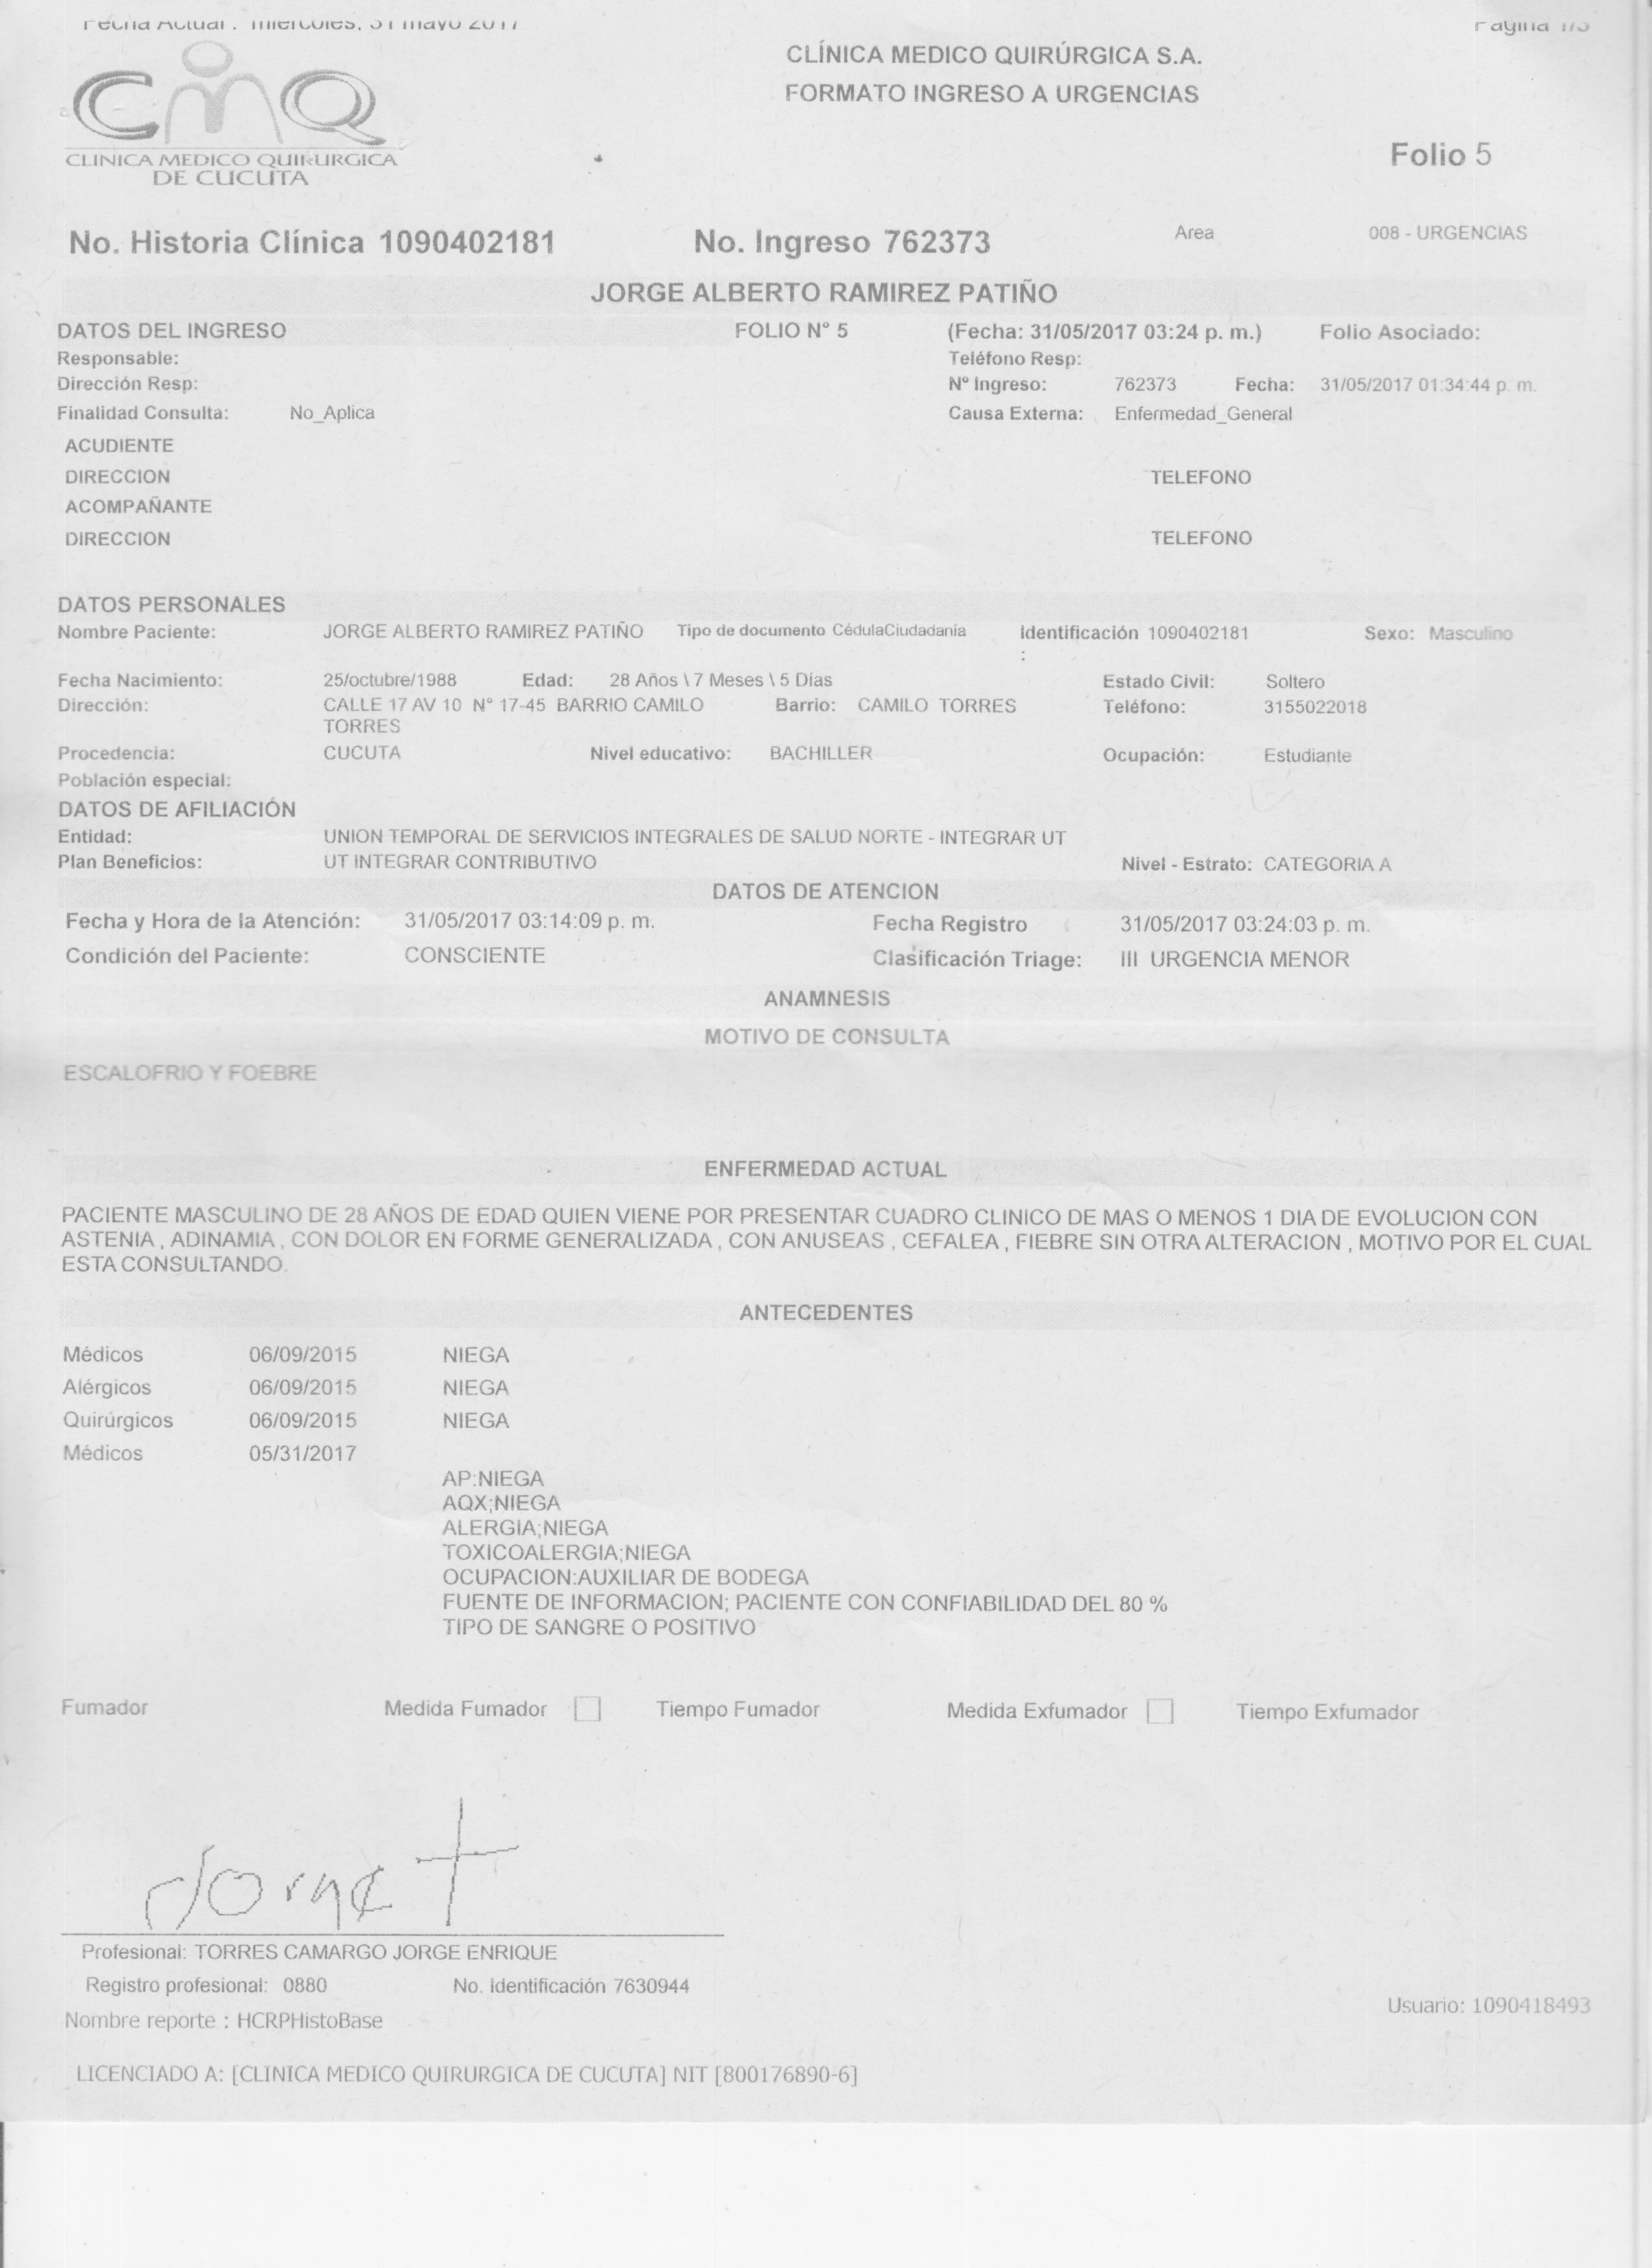 Fecha Actual : miércoles, 31 mayo 2017
Pagina 1/3
CLÍNICA MEDICO QUIRÚRGICA S.A.
FORMATO INGRESO A URGENCIAS
CMQ
CLINICA MEDICO QUIRURGICA
DE CUCUTA
Folio 5
No. Historia Clínica 1090402181 No. Ingreso 762373 Area 008 - URGENCIAS
JORGE ALBERTO RAMIREZ PATIÑO
DATOS DEL INGRESO FOLIO N° 5 (Fecha: 31/05/2017 03:24 p. m.) Folio Asociado:
Responsable: Teléfono Resp:
Dirección Resp: N° Ingreso: 762373 Fecha: 31/05/2017 01:34:44 p. m.
Finalidad Consulta: No_Aplica Causa Externa: Enfermedad_General
ACUDIENTE
DIRECCION TELEFONO
ACOMPAÑANTE
DIRECCION TELEFONO
DATOS PERSONALES
Nombre Paciente: JORGE ALBERTO RAMIREZ PATIÑO Tipo de documento CédulaCiudadanía Identificación 1090402181 Sexo: Masculino
:
Fecha Nacimiento: 25/octubre/1988 Edad: 28 Años \ 7 Meses \ 5 Días Estado Civil: Soltero
Dirección: CALLE 17 AV 10 N° 17-45 BARRIO CAMILO Barrio: CAMILO TORRES Teléfono: 3155022018
TORRES
Procedencia: CUCUTA Nivel educativo: BACHILLER Ocupación: Estudiante
Población especial:
DATOS DE AFILIACIÓN
Entidad: UNION TEMPORAL DE SERVICIOS INTEGRALES DE SALUD NORTE - INTEGRAR UT
Plan Beneficios: UT INTEGRAR CONTRIBUTIVO Nivel - Estrato: CATEGORIA A
DATOS DE ATENCION
Fecha y Hora de la Atención: 31/05/2017 03:14:09 p. m. Fecha Registro 31/05/2017 03:24:03 p. m.
Condición del Paciente: CONSCIENTE Clasificación Triage: III URGENCIA MENOR
ANAMNESIS
MOTIVO DE CONSULTA
ESCALOFRIO Y FOEBRE
ENFERMEDAD ACTUAL
PACIENTE MASCULINO DE 28 AÑOS DE EDAD QUIEN VIENE POR PRESENTAR CUADRO CLINICO DE MAS O MENOS 1 DIA DE EVOLUCION CON
ASTENIA , ADINAMIA , CON DOLOR EN FORME GENERALIZADA , CON ANUSEAS , CEFALEA , FIEBRE SIN OTRA ALTERACION , MOTIVO POR EL CUAL
ESTA CONSULTANDO.
ANTECEDENTES
Médicos 06/09/2015 NIEGA
Alérgicos 06/09/2015 NIEGA
Quirúrgicos 06/09/2015 NIEGA
Médicos 05/31/2017
AP:NIEGA
AQX;NIEGA
ALERGIA;NIEGA
TOXICOALERGIA;NIEGA
OCUPACION:AUXILIAR DE BODEGA
FUENTE DE INFORMACION; PACIENTE CON CONFIABILIDAD DEL 80 %
TIPO DE SANGRE O POSITIVO
Fumador Medida Fumador Tiempo Fumador Medida Exfumador Tiempo Exfumador
Jorge t
Profesional: TORRES CAMARGO JORGE ENRIQUE
Registro profesional: 0880 No. Identificación 7630944
Usuario: 1090418493
Nombre reporte : HCRPHistoBase
LICENCIADO A: [CLINICA MEDICO QUIRURGICA DE CUCUTA] NIT [800176890-6]